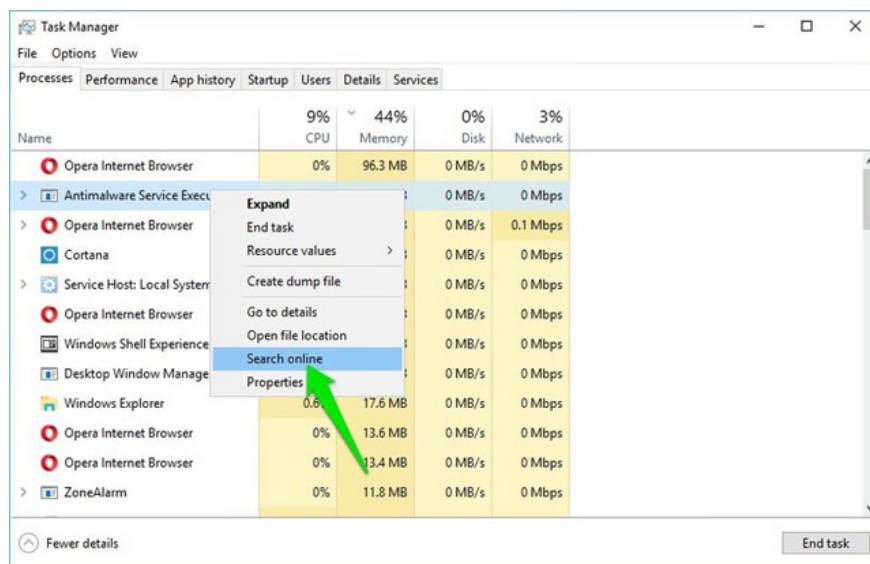 Task Manager
File Options View
Processes Performance App history Startup Users Details Services
9% 44% 0% 3%
Name CPU Memory Disk Network
Opera Internet Browser 0% 96.3 MB 0 MB/s 0 Mbps
Antimalware Service 0 MB/s 0 Mbps
Expand
Opera Internet Browser 0 MB/s 0.1 Mbps
End task
Resource values
Cortana 0 MB/s 0 Mbps
Create dump file
Service Host: Local System 0 MB/s 0 Mbps
Go to details
Opera Internet Browser 0 MB/s 0 Mbps
Open file location
Windows Shell Experience 0 MB/s 0 Mbps
Search online
Desktop Window 0 MB/s 0 Mbps
Properties
Windows Explorer 17.6 MB 0 MB/s 0 Mbps
Opera Internet Browser 0% 13.6 MB 0 MB/s 0 Mbps
Opera Internet Browser 0% 13.4 MB 0 MB/s 0 Mbps
ZoneAlarm 0% 11.8 MB 0 MB/s 0 Mbps
Fewer details End task